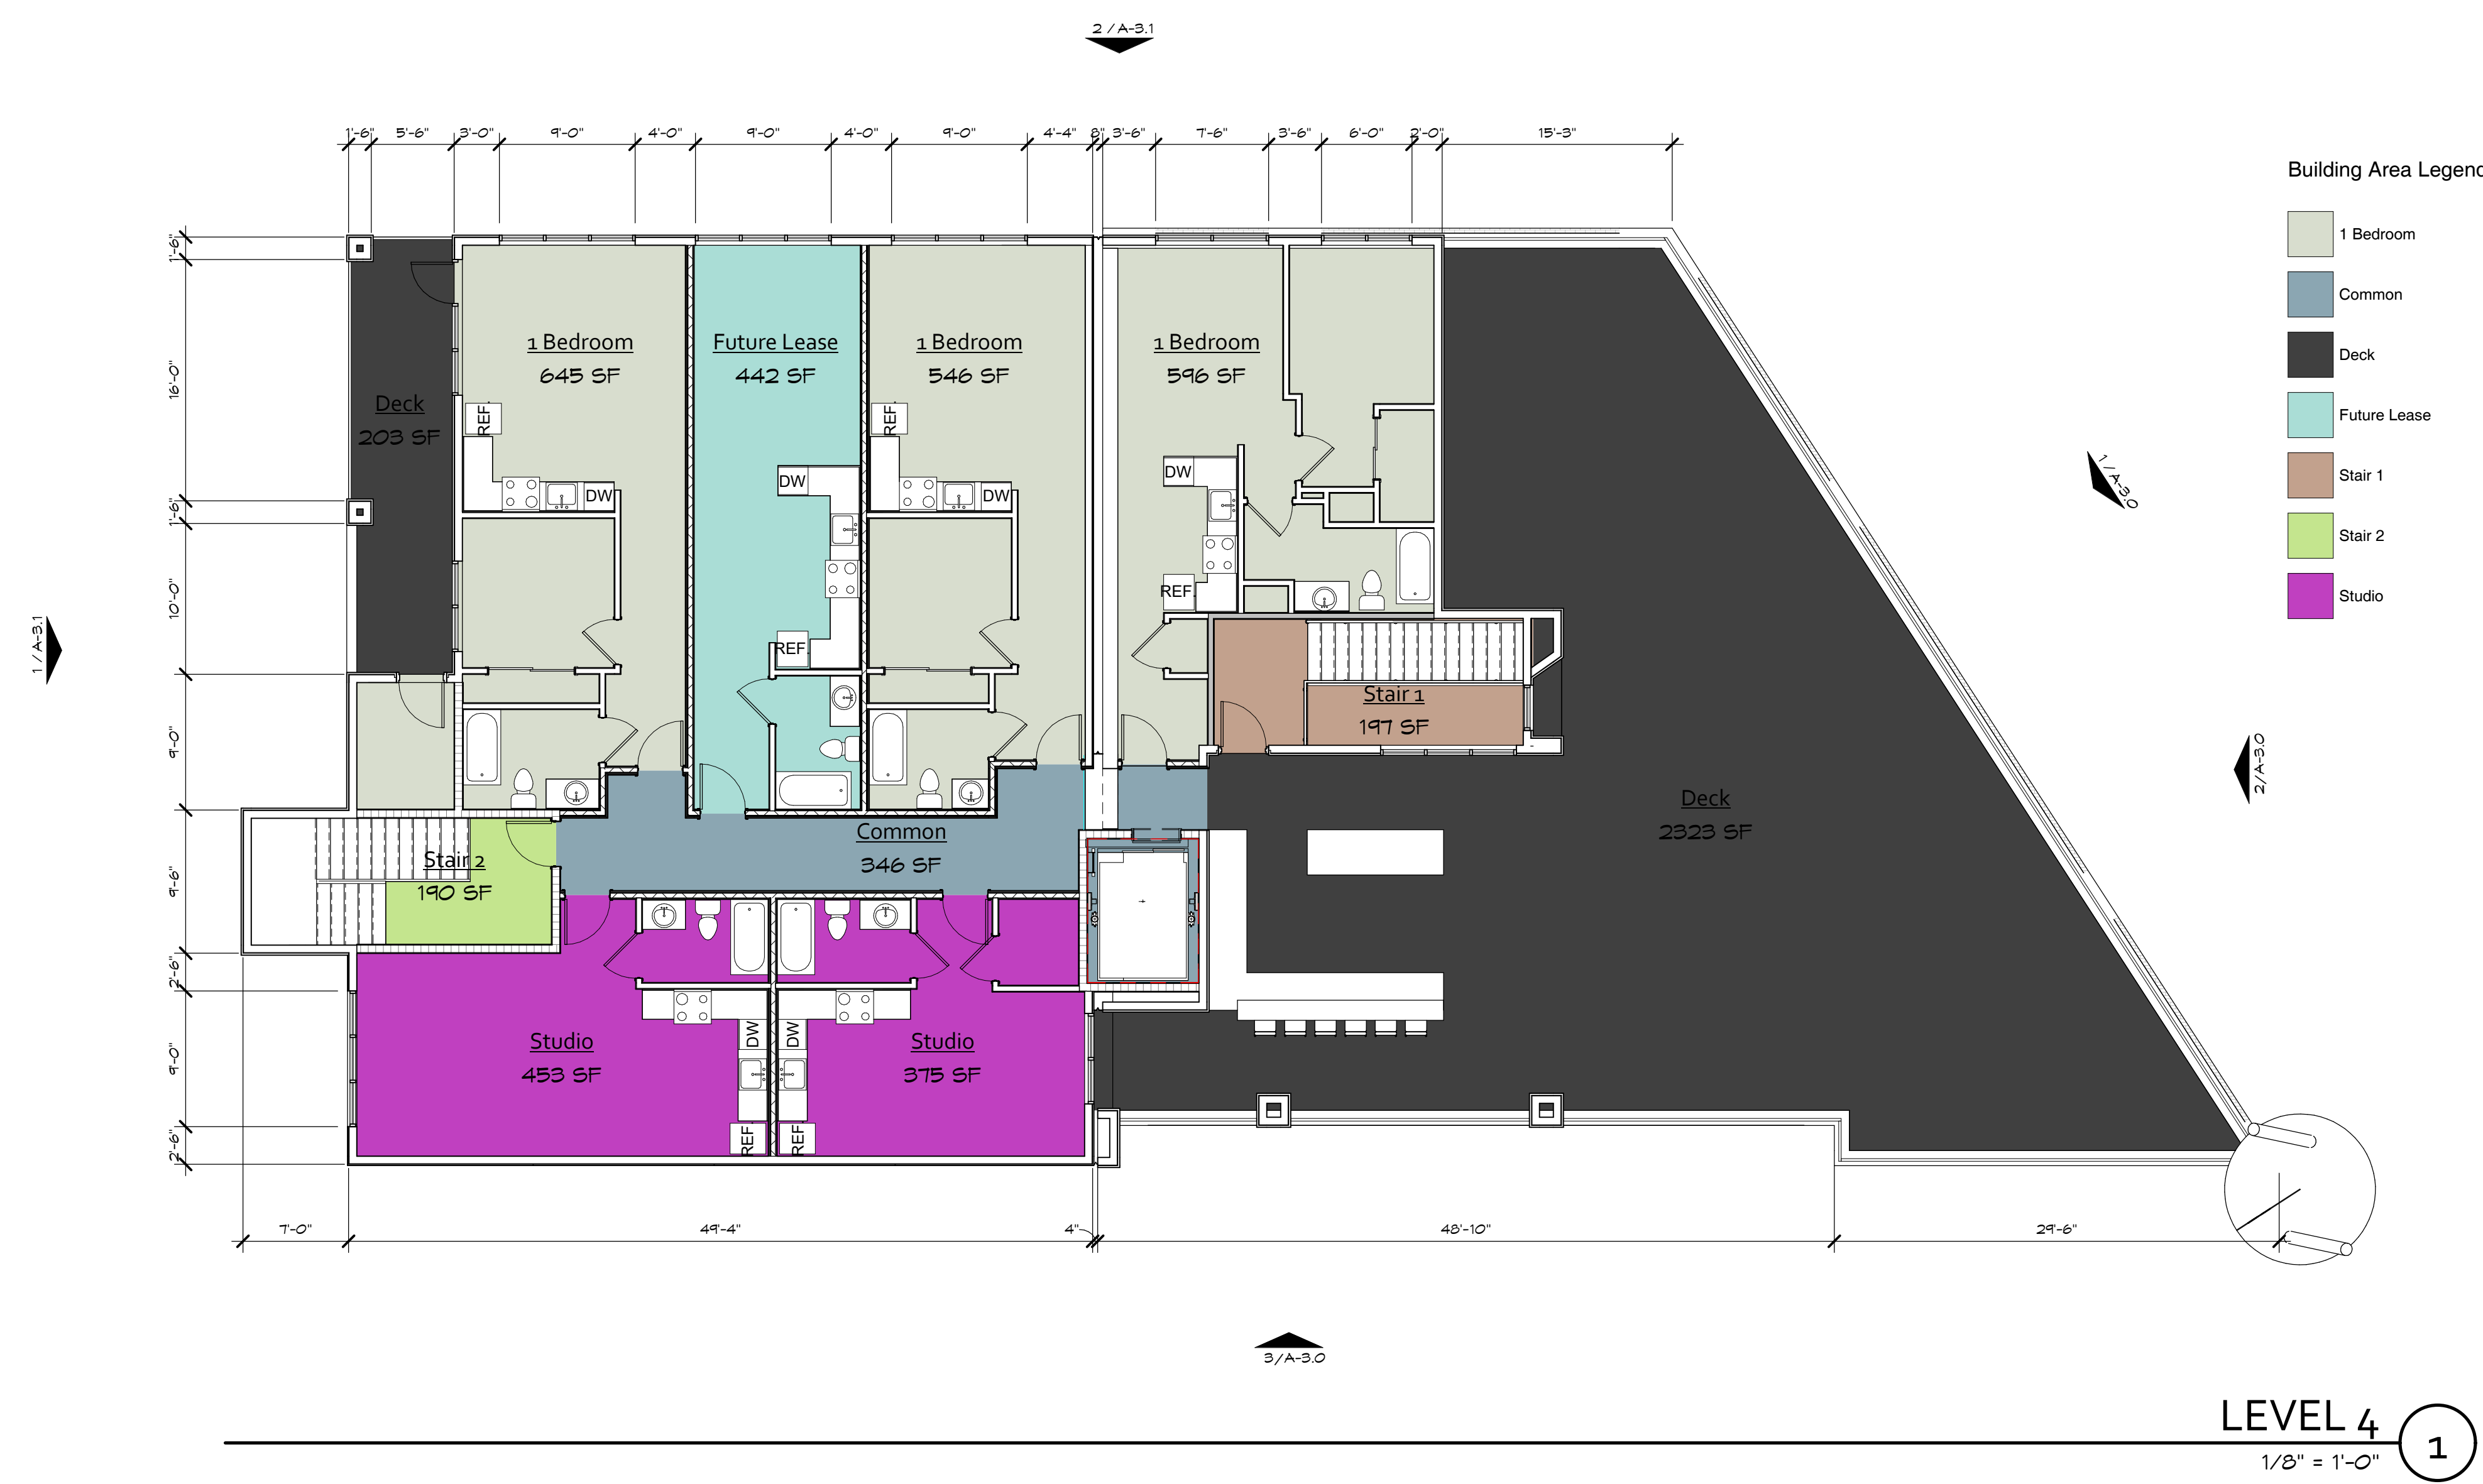 2 / A-3.1
1'-6" 5'-6" 3'-0" 9'-0" 4'-0" 9'-0" 4'-0" 9'-0" 4'-4" 8" 3'-6" 7'-6" 3'-6" 6'-0" 2'-0" 15'-3"
Building Area Legend
1 Bedroom
Common
Deck
Future Lease
Stair 1
Stair 2
Studio
1'-6"
16'-0"
1'-6"
10'-0"
9'-0"
9'-6"
2'-6"
9'-0"
2'-6"
1 / A-3.1
1 / A-3.0
2/A-3.0
1 Bedroom
645 SF
Future Lease
442 SF
1 Bedroom
546 SF
1 Bedroom
596 SF
Deck
203 SF
REF.
DW
DW
REF.
REF.
DW
DW
REF.
Stair 1
197 SF
Deck
2323 SF
Common
346 SF
Stair 2
190 SF
Studio
453 SF
Studio
375 SF
DW
DW
REF.
REF.
7'-0" 49'-4" 4" 48'-10" 29'-6"
3/A-3.0
LEVEL 4
1
1/8" = 1'-0"